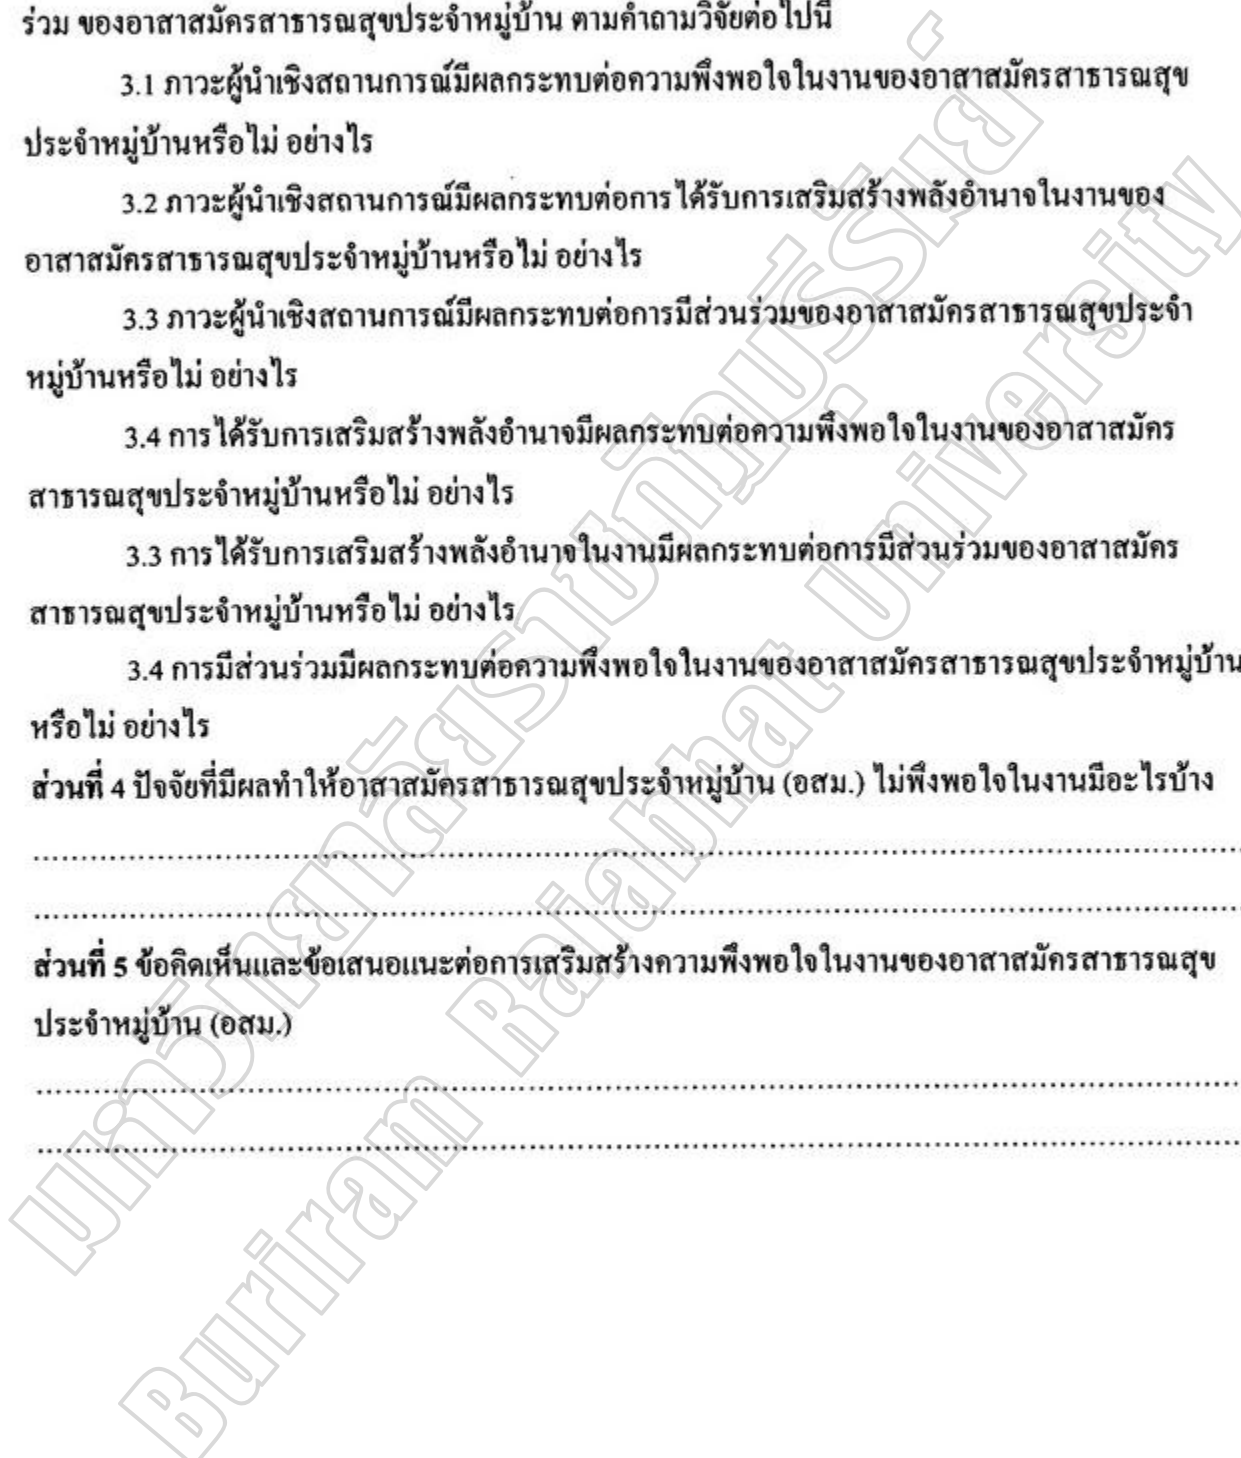 ร่วม ของอาสาสมัครสาธารณสุขประจำหมู่บ้าน ตามคำถามวิจัยต่อไปนี้
3.1 ภาวะผู้นำเชิงสถานการณ์มีผลกระทบต่อความพึงพอใจในงานของอาสาสมัครสาธารณสุข
ประจำหมู่บ้านหรือไม่ อย่างไร
3.2 ภาวะผู้นำเชิงสถานการณ์มีผลกระทบต่อการได้รับการเสริมสร้างพลังอำนาจในงานของ
อาสาสมัครสาธารณสุขประจำหมู่บ้านหรือไม่ อย่างไร
3.3 ภาวะผู้นำเชิงสถานการณ์มีผลกระทบต่อการมีส่วนร่วมของอาสาสมัครสาธารณสุขประจำ
หมู่บ้านหรือไม่ อย่างไร
3.4 การได้รับการเสริมสร้างพลังอำนาจมีผลกระทบต่อความพึงพอใจในงานของอาสาสมัคร
สาธารณสุขประจำหมู่บ้านหรือไม่ อย่างไร
3.3 การได้รับการเสริมสร้างพลังอำนาจในงานมีผลกระทบต่อการมีส่วนร่วมของอาสาสมัคร
สาธารณสุขประจำหมู่บ้านหรือไม่ อย่างไร
3.4 การมีส่วนร่วมมีผลกระทบต่อความพึงพอใจในงานของอาสาสมัครสาธารณสุขประจำหมู่บ้าน
หรือไม่ อย่างไร
ส่วนที่ 4 ปัจจัยที่มีผลทำให้อาสาสมัครสาธารณสุขประจำหมู่บ้าน (อสม.) ไม่พึงพอใจในงานมีอะไรบ้าง
ส่วนที่ 5 ข้อคิดเห็นและข้อเสนอแนะต่อการเสริมสร้างความพึงพอใจในงานของอาสาสมัครสาธารณสุข
ประจำหมู่บ้าน (อสม.)
มหาวิทยาลัยราชภัฏบุรีรัมย์
Buriram Rajabhat University